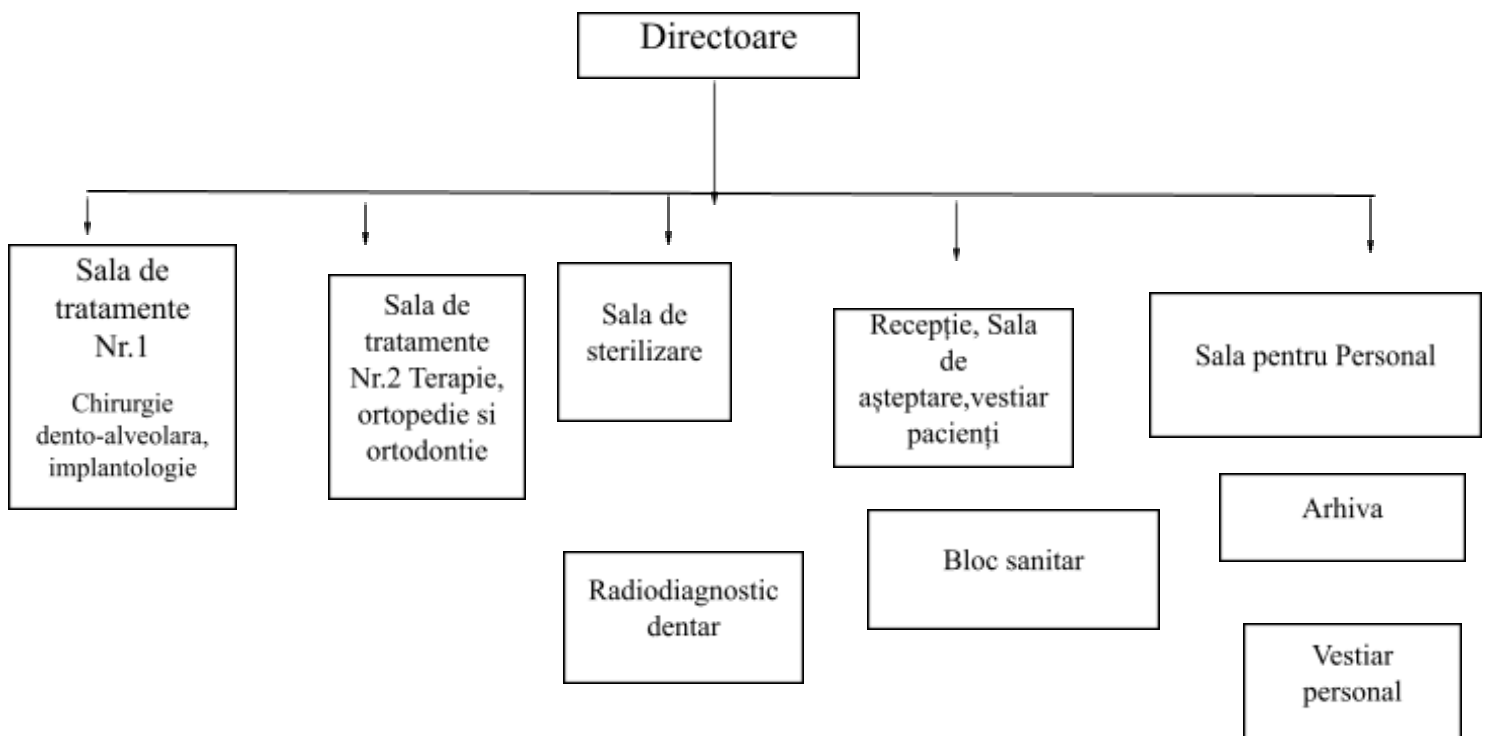 Directoare
Sala de
tratamente
Nr.1
Chirurgie
dento-alveolara,
implantologie
Sala de
tratamente
Nr.2 Terapie,
ortopedie si
ortodontie
Sala de
sterilizare
Recepție, Sala
de
așteptare,vestiar
pacienți
Sala pentru Personal
Radiodiagnostic
dentar
Bloc sanitar
Arhiva
Vestiar
personal